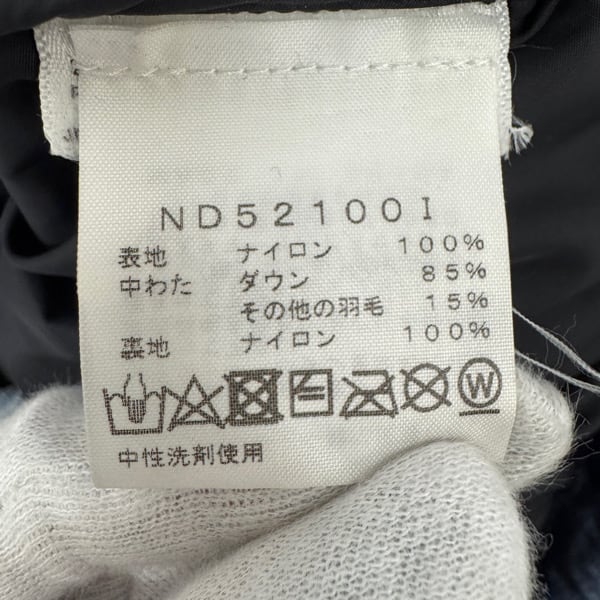 ND52100I
表地 ナイロン 100%
中わた ダウン 85%
その他の羽毛 15%
裏地 ナイロン 100%
W
中性洗剤使用